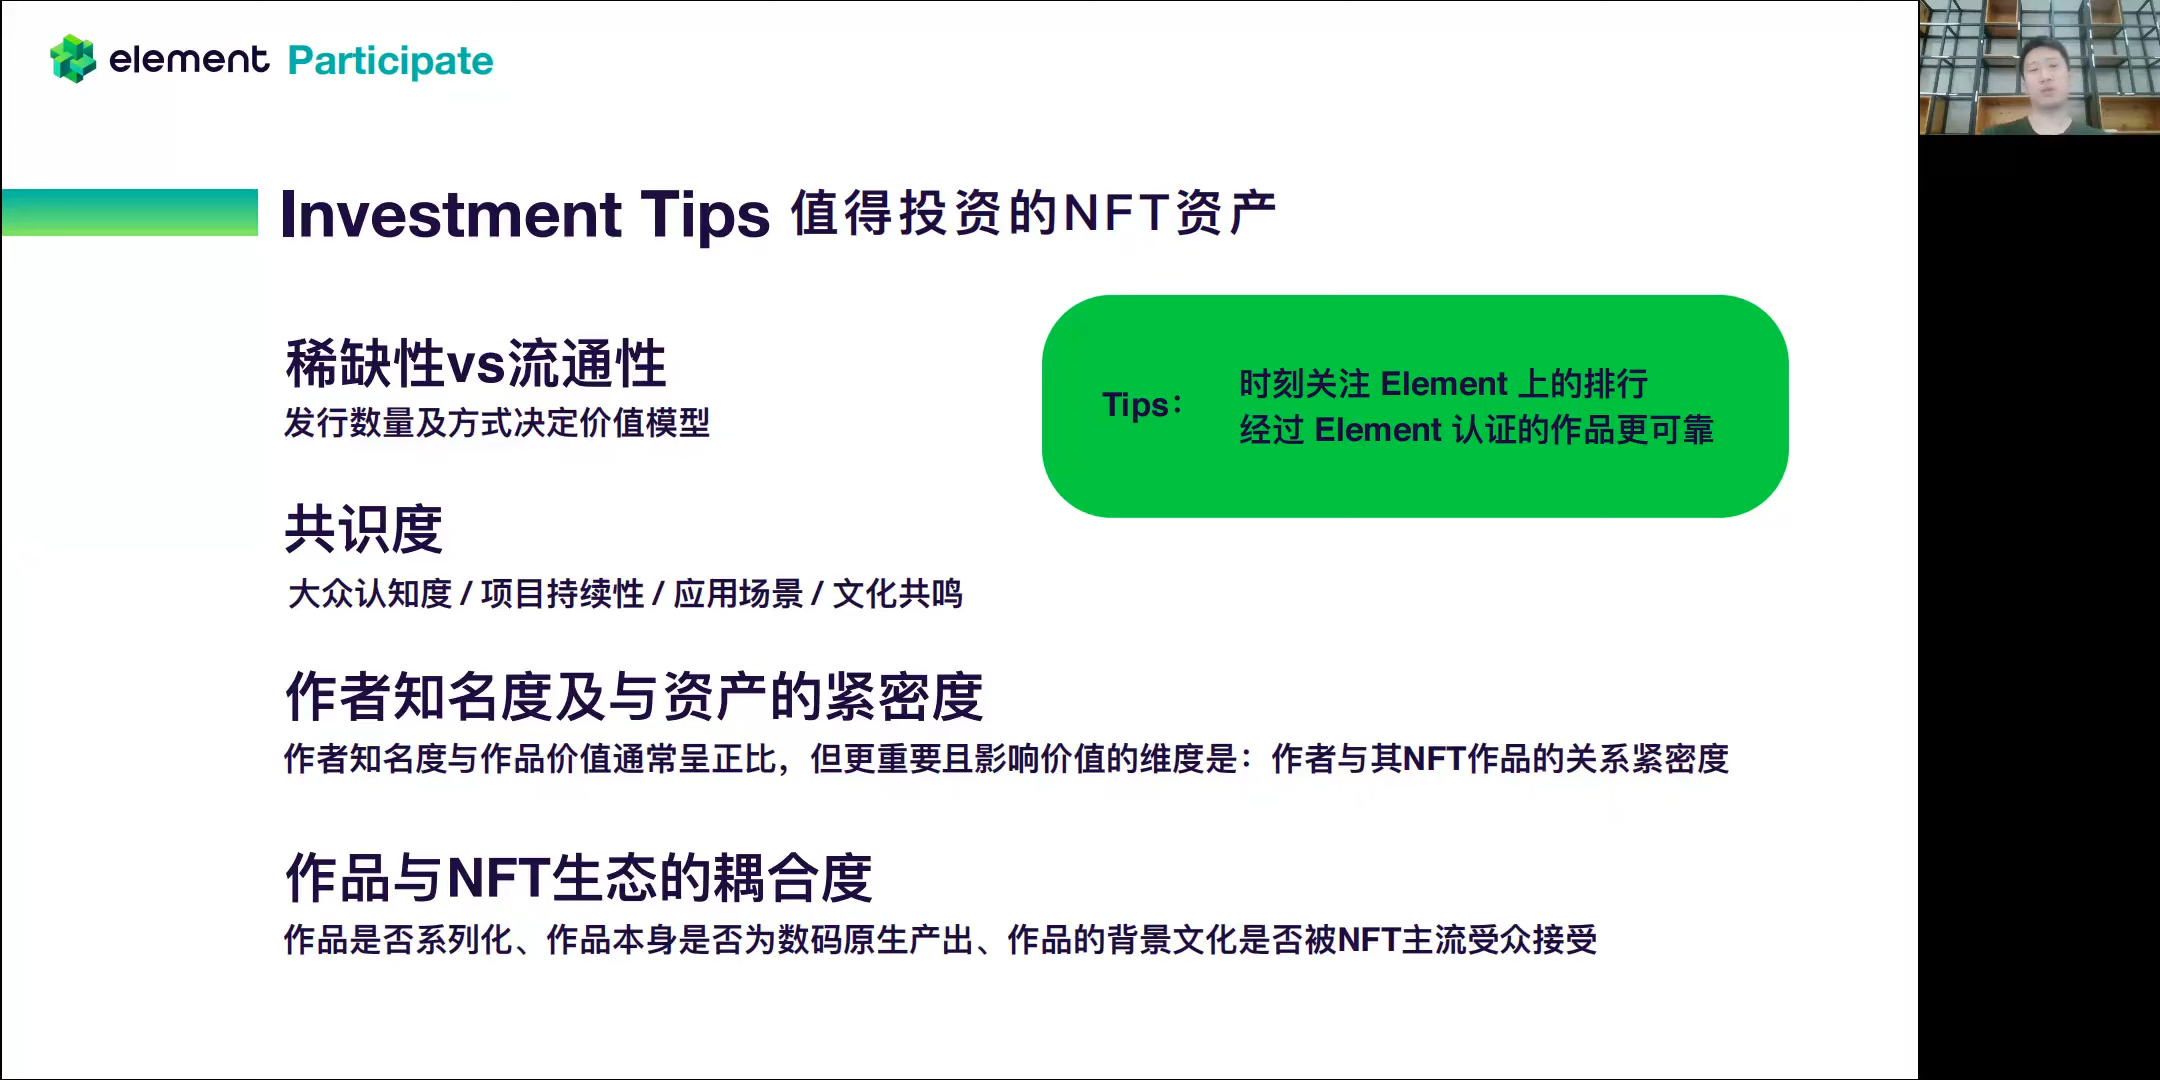 element Participate
Investment Tips 值得投资的NFT资产
稀缺性vs流通性
发行数量及方式决定价值模型
Tips：
时刻关注 Element 上的排行
经过 Element 认证的作品更可靠
共识度
大众认知度 / 项目持续性 / 应用场景 / 文化共鸣
作者知名度及与资产的紧密度
作者知名度与作品价值通常呈正比，但更重要且影响价值的维度是：作者与其NFT作品的关系紧密度
作品与NFT生态的耦合度
作品是否系列化、作品本身是否为数码原生产出、作品的背景文化是否被NFT主流受众接受